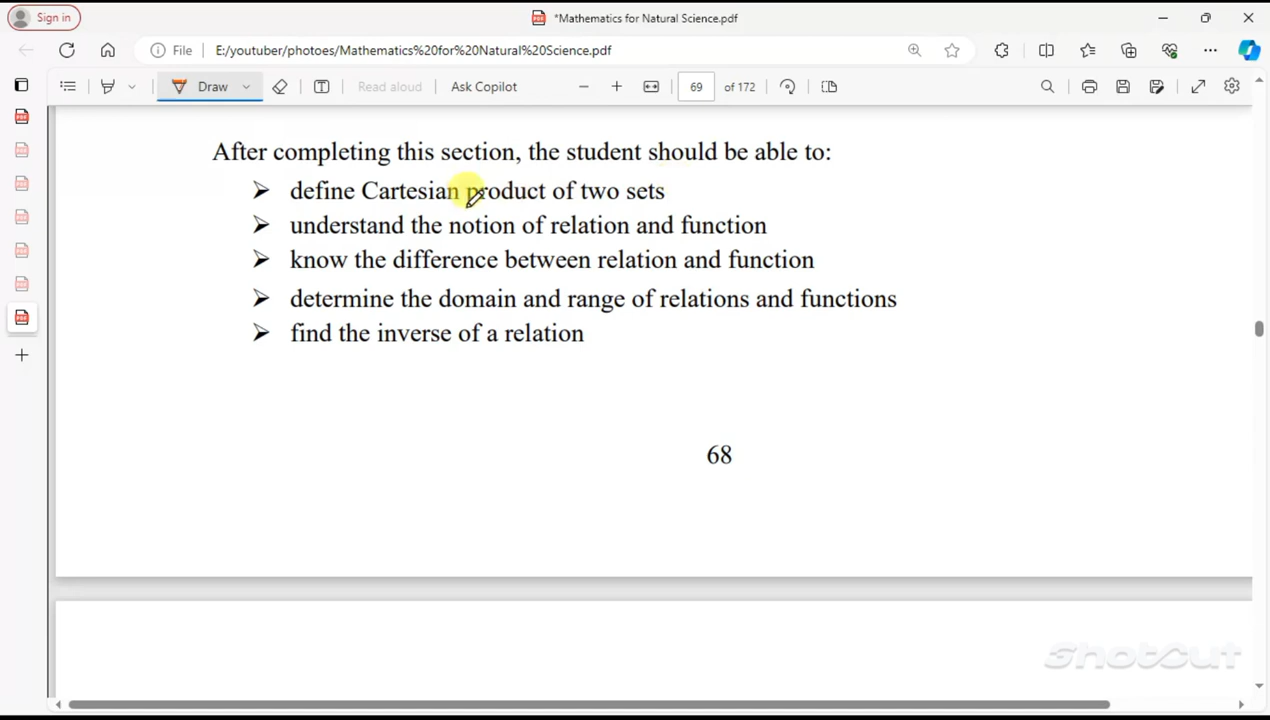 Sign in
*Mathematics for Natural Science.pdf
File
E:/youtuber/photoes/Mathematics%20for%20Natural%20Science.pdf
Draw
Read aloud
Ask Copilot
69 of 172
After completing this section, the student should be able to:
➢ define Cartesian product of two sets
➢ understand the notion of relation and function
➢ know the difference between relation and function
➢ determine the domain and range of relations and functions
➢ find the inverse of a relation
68
ShotCut